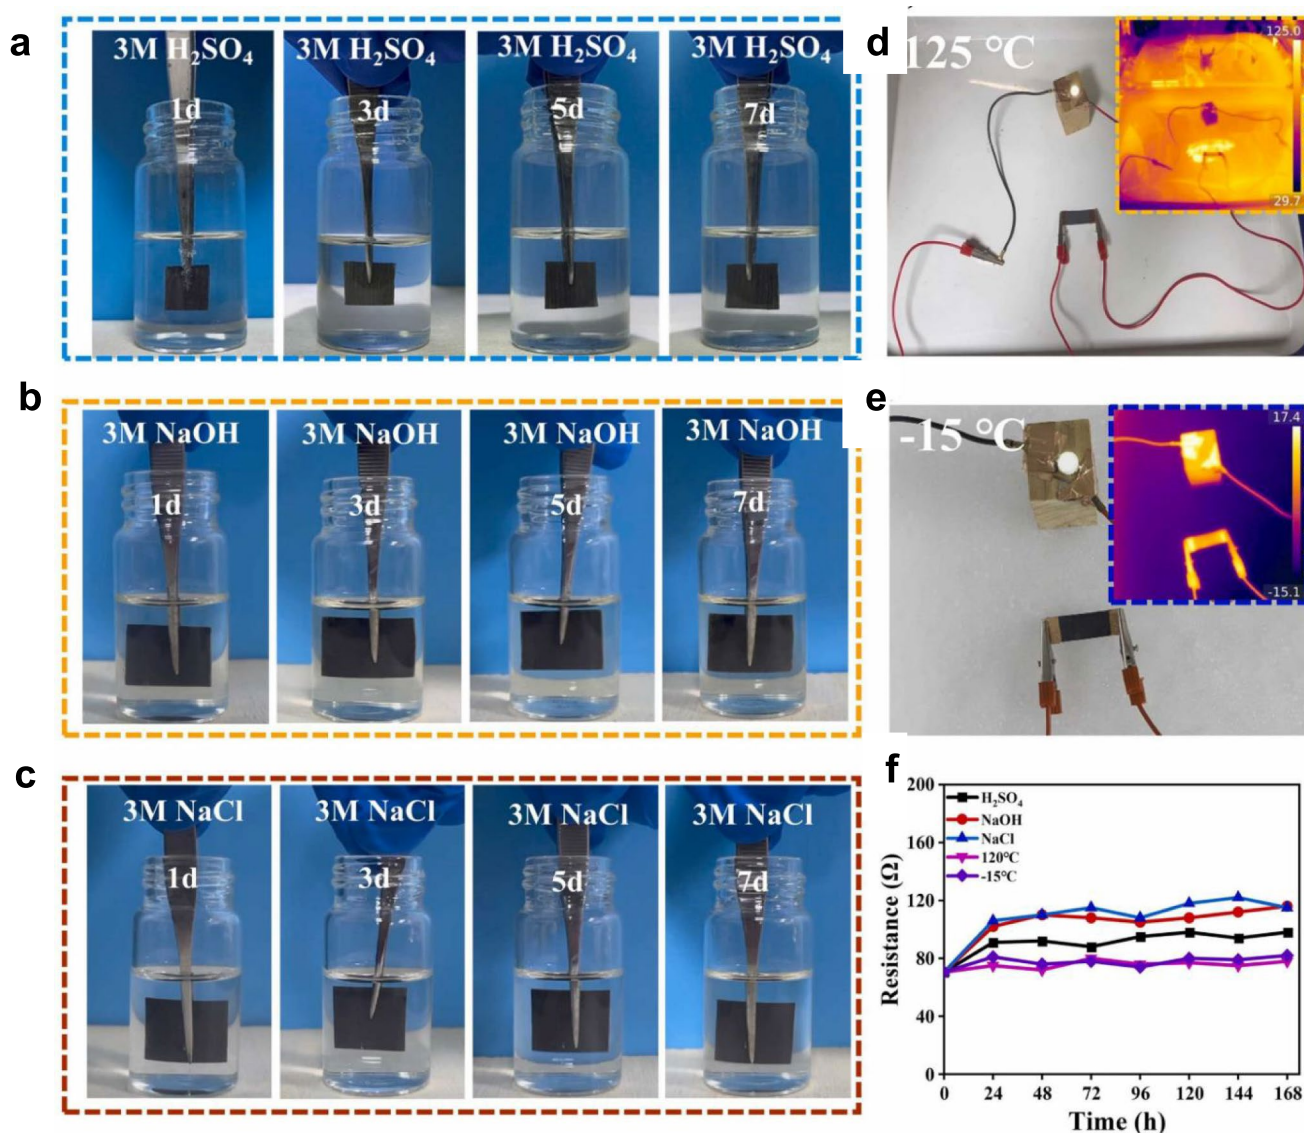 a
3M H₂SO₄
1d
3M H₂SO₄
3d
3M H₂SO₄
5d
3M H₂SO₄
7d
b
3M NaOH
1d
3M NaOH
3d
3M NaOH
5d
3M NaOH
7d
c
3M NaCl
1d
3M NaCl
3d
3M NaCl
5d
3M NaCl
7d
d
125 °C
125.0
29.7
e
-15 °C
17.4
-15.1
f
Resistance (Ω)
200
160
120
80
40
0
H₂SO₄
NaOH
NaCl
120°C
-15°C
0 24 48 72 96 120 144 168
Time (h)